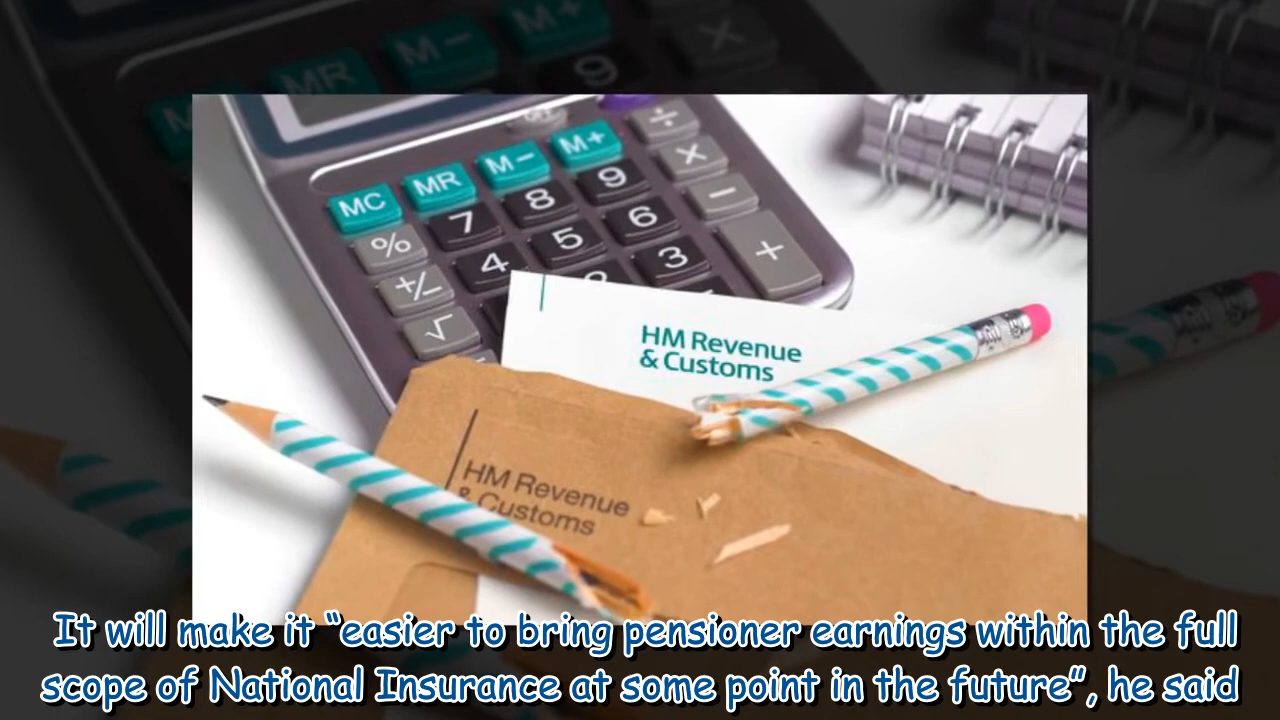 M-
M+
MR
×
9
MC
MR
M-
M+
÷
%
7
8
9
×
+/-
4
5
6
-
√
3
+
HM Revenue
& Customs
HM Revenue
& Customs
It will make it “easier to bring pensioner earnings within the full
scope of National Insurance at some point in the future”, he said